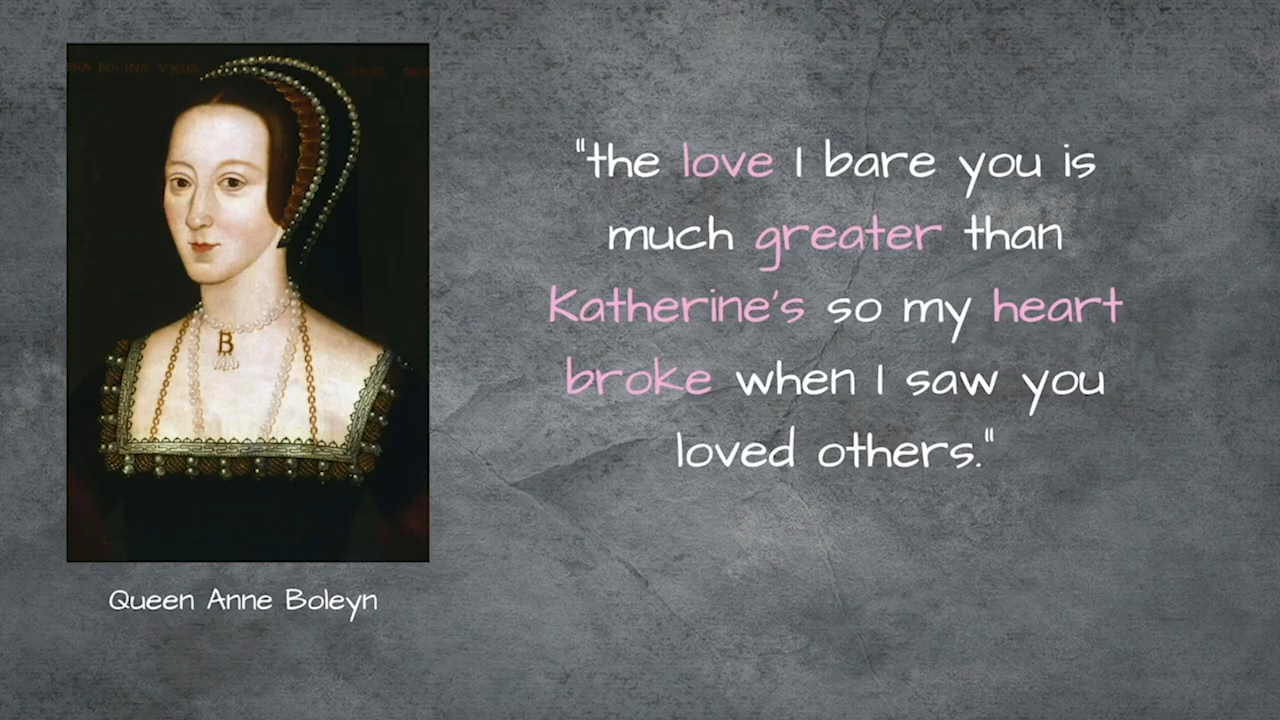 BOLINA
"the love I bare you is
much greater than
Katherine's so my heart
broke when I saw you
loved others."
B
Queen Anne Boleyn